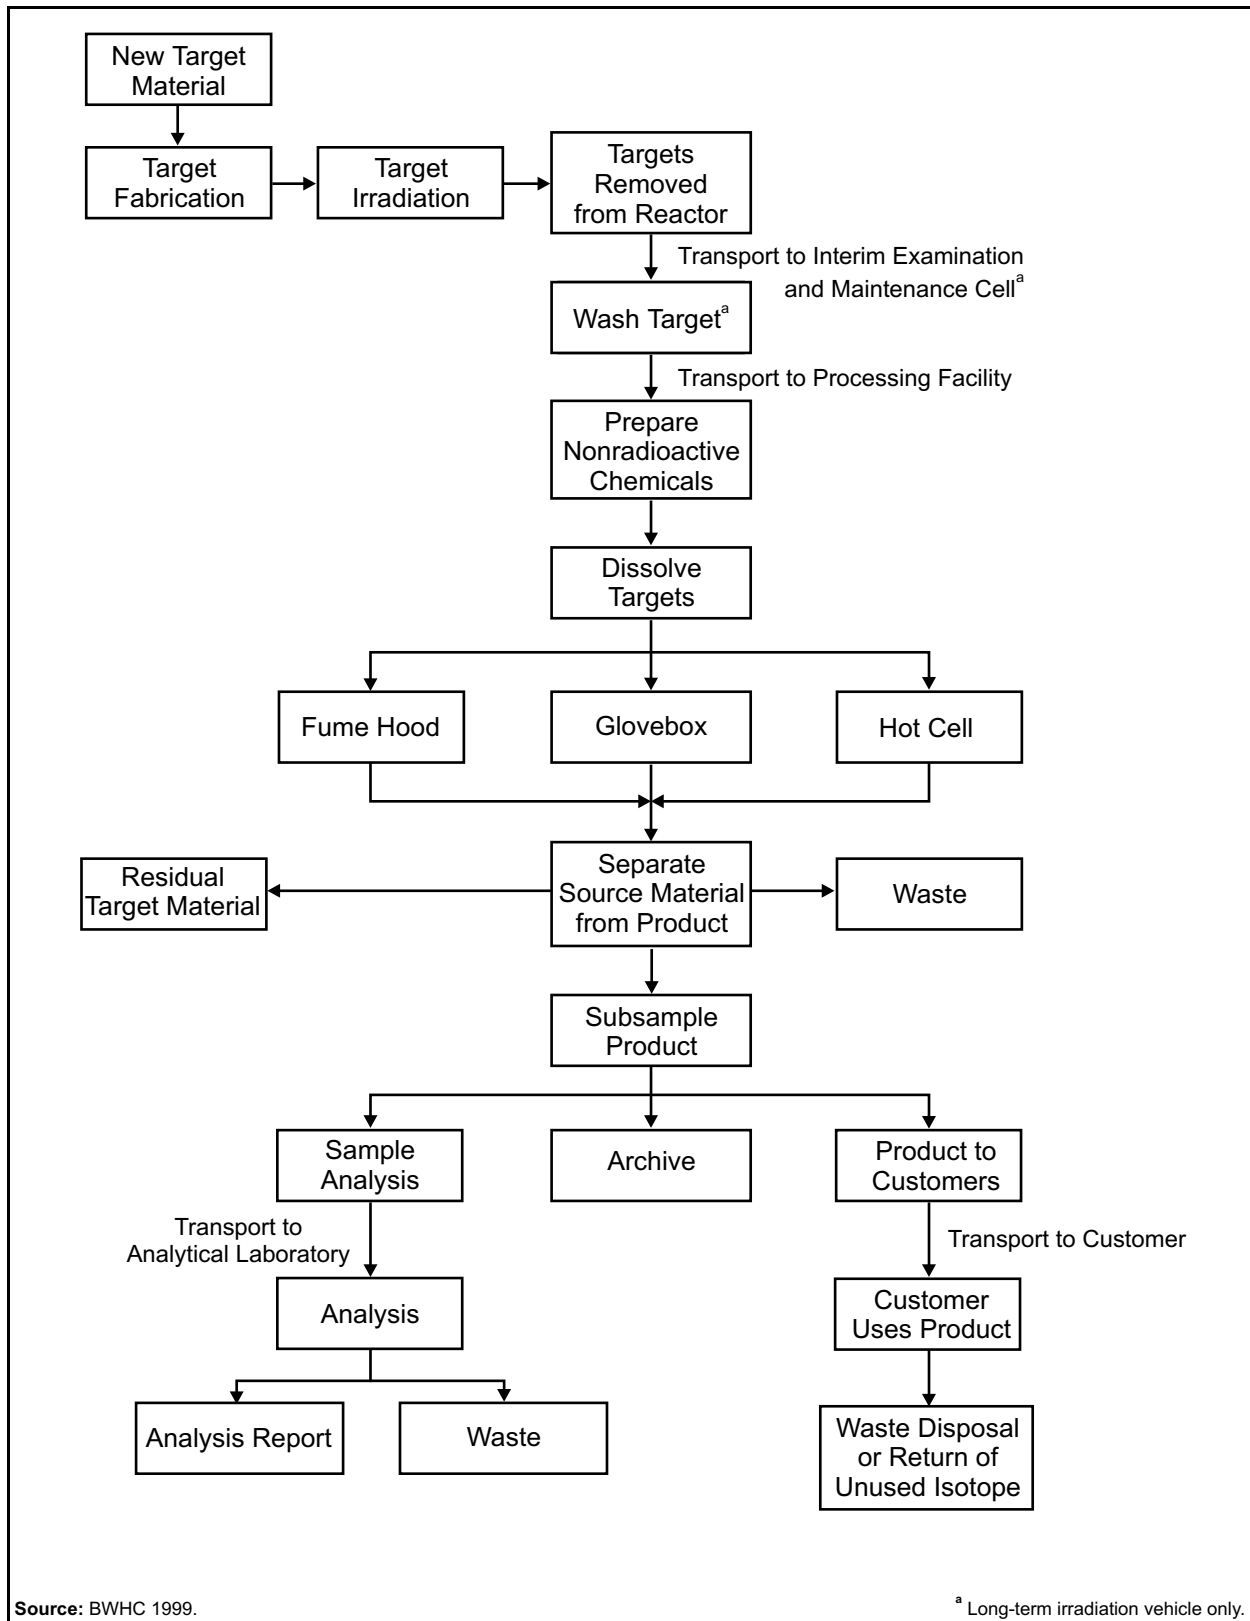 New Target
Material
Target
Fabrication
Target
Irradiation
Targets
Removed
from Reactor
Transport to Interim Examination
and Maintenance Cellᵃ
Wash Targetᵃ
Transport to Processing Facility
Prepare
Nonradioactive
Chemicals
Dissolve
Targets
Fume Hood
Glovebox
Hot Cell
Residual
Target Material
Separate
Source Material
from Product
Waste
Subsample
Product
Sample
Analysis
Archive
Product to
Customers
Transport to
Analytical Laboratory
Transport to Customer
Analysis
Customer
Uses Product
Analysis Report
Waste
Waste Disposal
or Return of
Unused Isotope
Source: BWHC 1999.
ᵃ Long-term irradiation vehicle only.